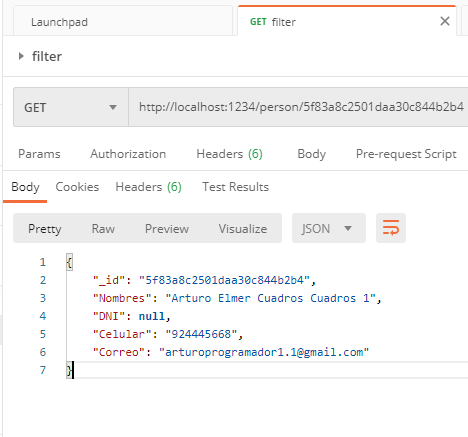 Launchpad
GET filter
filter
GET http://localhost:1234/person/5f83a8c2501daa30c844b2b4
Params Authorization Headers (6) Body Pre-request Script
Body Cookies Headers (6) Test Results
Pretty Raw Preview Visualize JSON
1 {
2 "_id": "5f83a8c2501daa30c844b2b4",
3 "Nombres": "Arturo Elmer Cuadros Cuadros 1",
4 "DNI": null,
5 "Celular": "924445668",
6 "Correo": "arturoprogramador1.1@gmail.com"
7 }